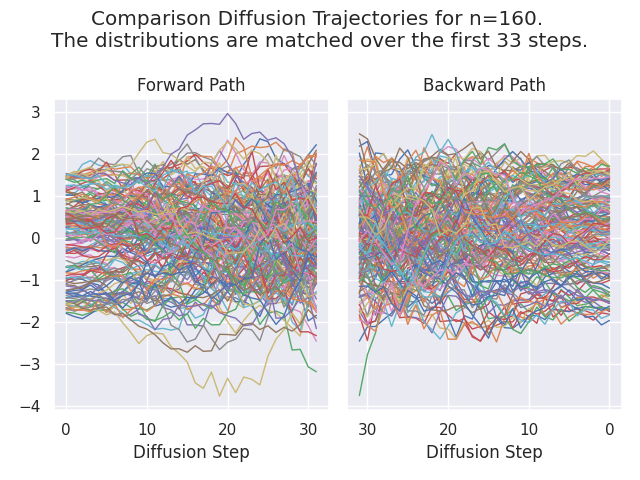 Comparison Diffusion Trajectories for n=160.
The distributions are matched over the first 33 steps.
Forward Path
Backward Path
3
2
1
0
−1
−2
−3
−4
0 10 20 30
30 20 10 0
Diffusion Step
Diffusion Step